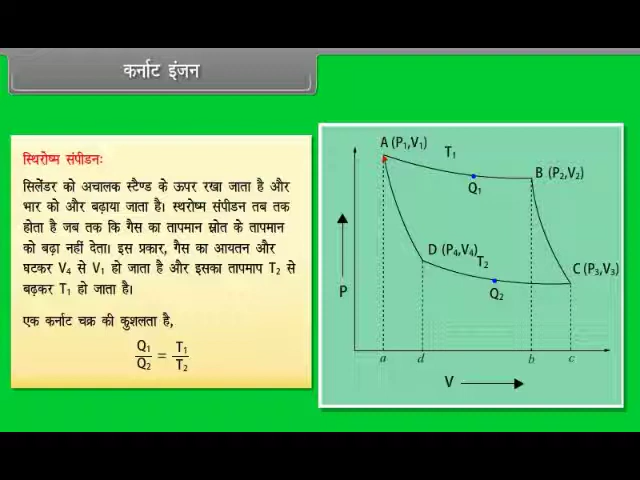 कर्नाट इंजन
स्थिरोष्म संपीडनः
सिलेंडर को अचालक स्टैण्ड के ऊपर रखा जाता है और
भार को और बढ़ाया जाता है। स्थरोष्म संपीडन तब तक
होता है जब तक कि गैस का तापमान स्रोत के तापमान
को बढ़ा नहीं देता। इस प्रकार, गैस का आयतन और
घटकर V₄ से V₁ हो जाता है और इसका तापमाप T₂ से
बढ़कर T₁ हो जाता है।
एक कर्नाट चक्र की कुशलता है,
Q₁/Q₂ = T₁/T₂
A (P₁,V₁)
T₁
Q₁
B (P₂,V₂)
D (P₄,V₄)
T₂
Q₂
C (P₃,V₃)
P
a d b c
V